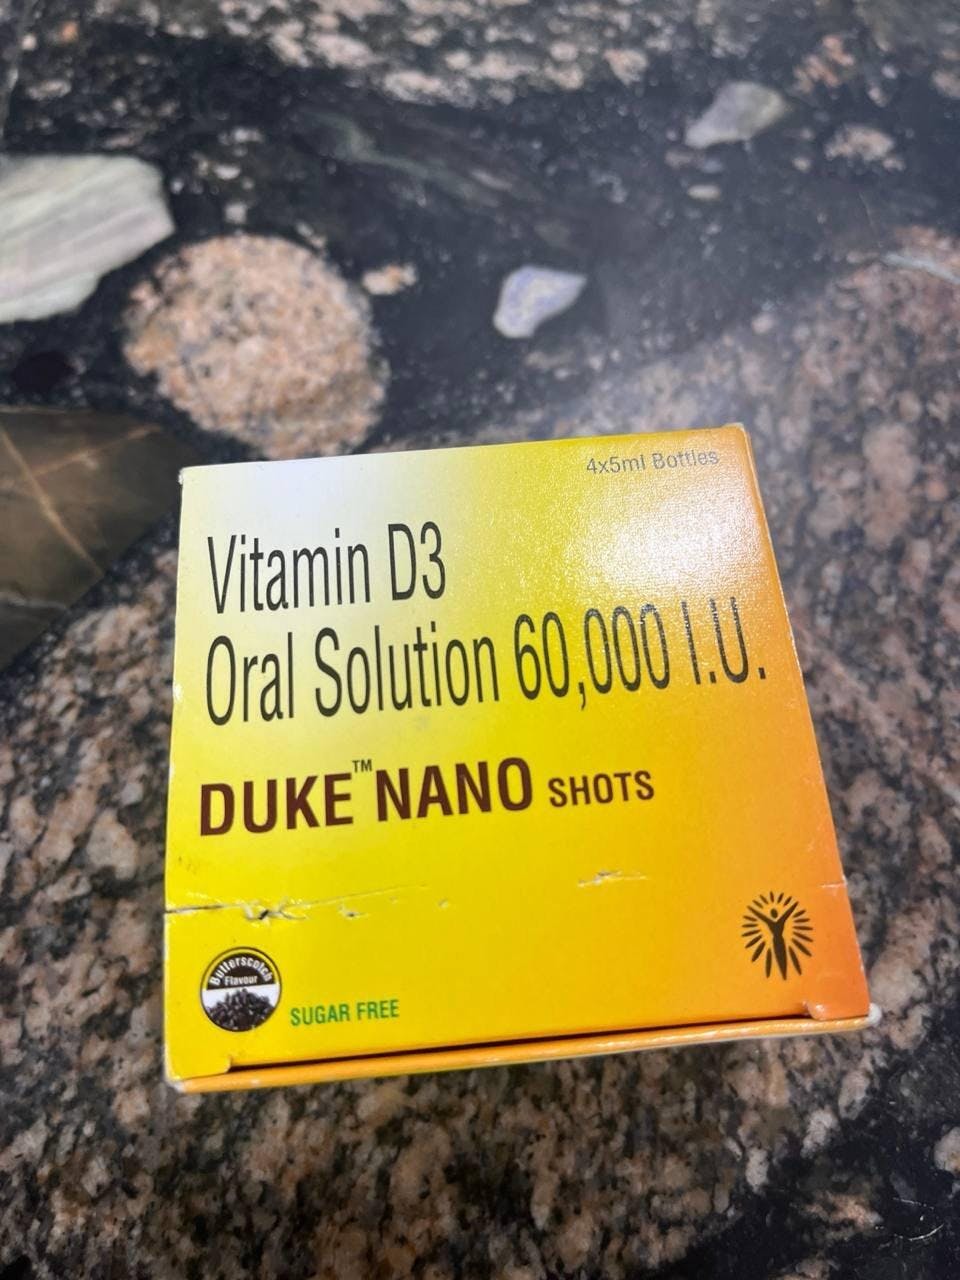 4x5ml Bottles
Vitamin D3
Oral Solution 60,000 I.U.
DUKE™ NANO SHOTS
Butterscotch
Flavour
SUGAR FREE